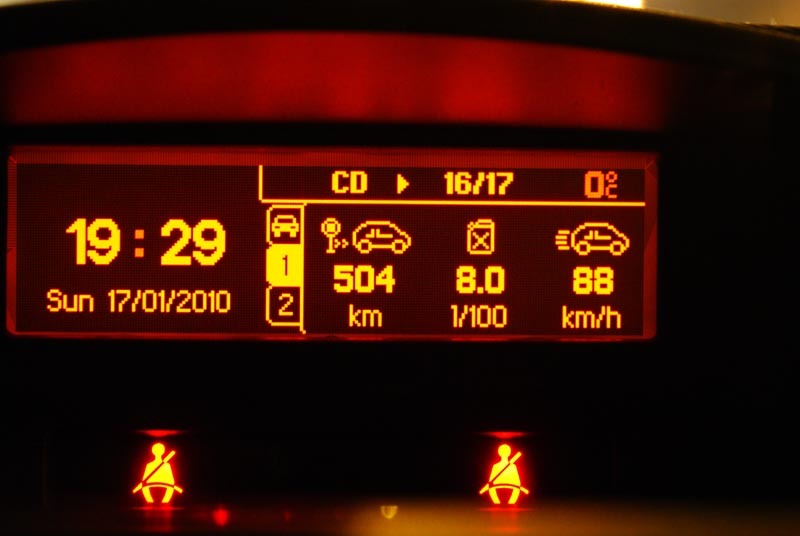 CD 16/17 0°C
19:29
Sun 17/01/2010
1
2
504 8.0 88
km l/100 km/h